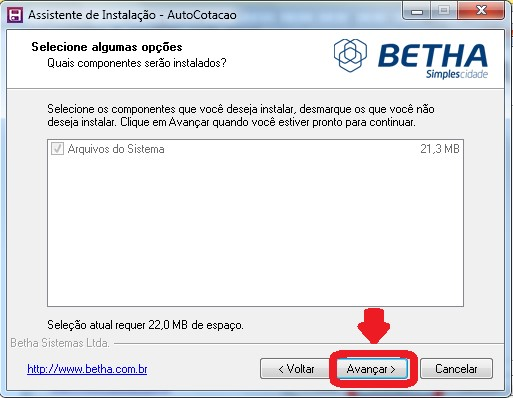 Assistente de Instalação - AutoCotacao
Selecione algumas opções
Quais componentes serão instalados?
BETHA
Simplescidade
Selecione os componentes que você deseja instalar, desmarque os que você não
deseja instalar. Clique em Avançar quando você estiver pronto para continuar.
Arquivos do Sistema 21,3 MB
Seleção atual requer 22,0 MB de espaço.
Betha Sistemas Ltda.
http://www.betha.com.br
< Voltar Avançar > Cancelar